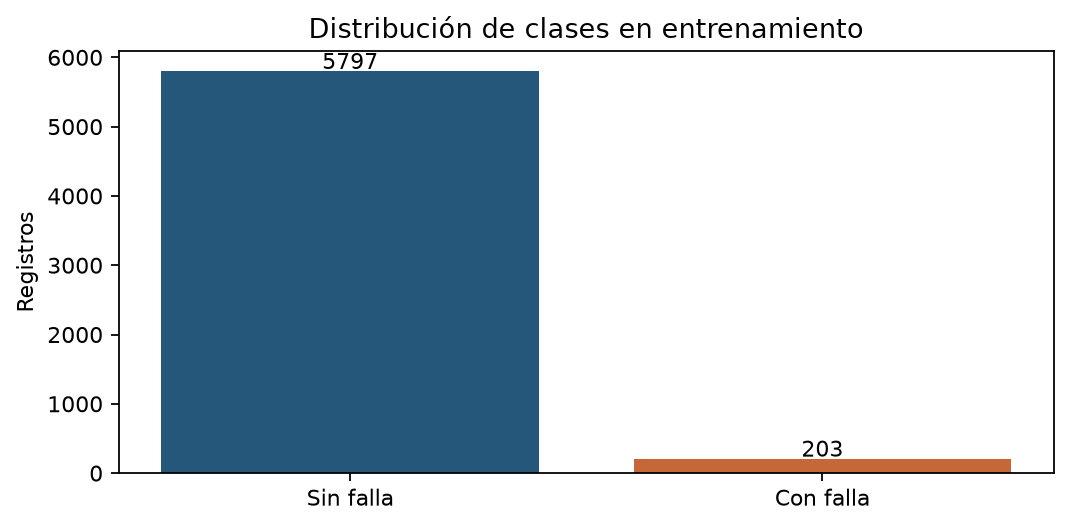 Distribución de clases en entrenamiento
Registros
6000
5000
4000
3000
2000
1000
0
5797
203
Sin falla
Con falla